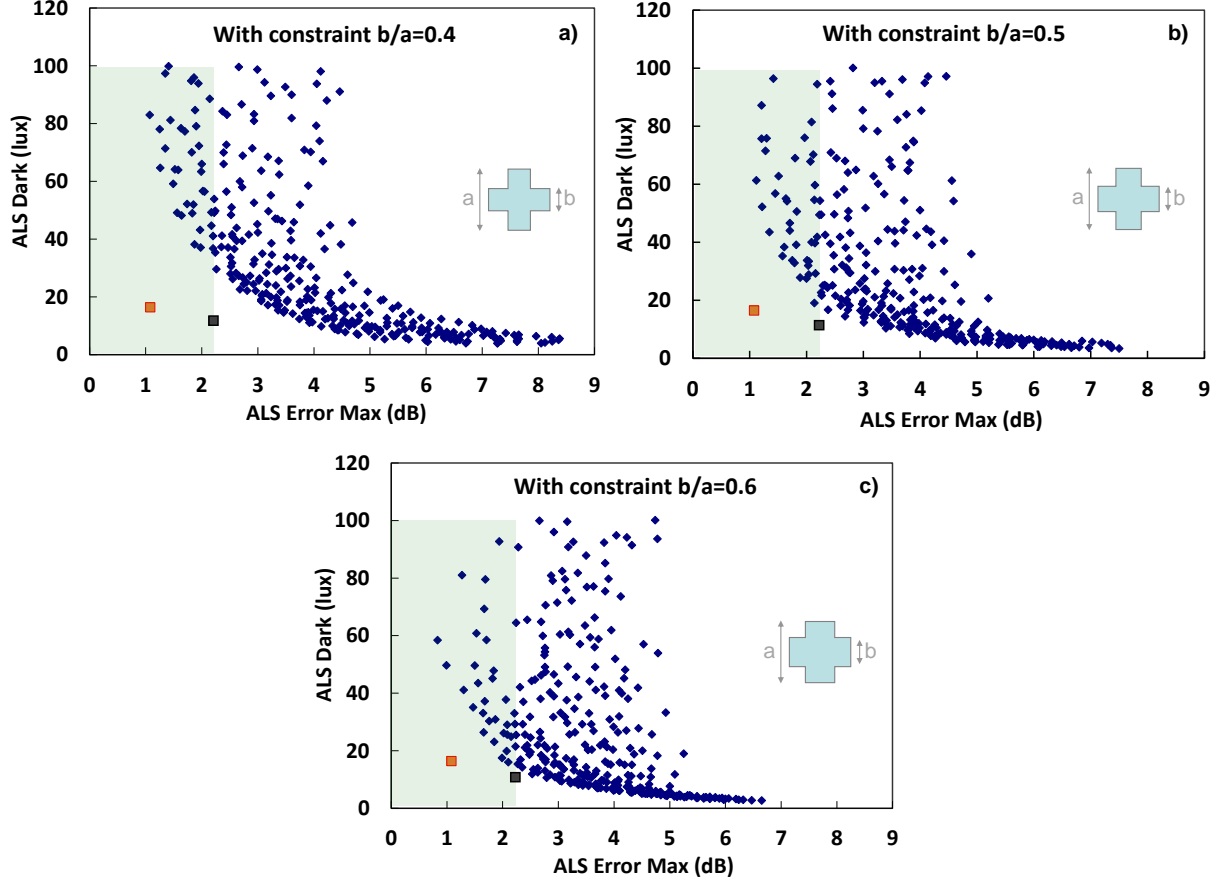 With constraint b/a=0.4 a)
ALS Dark (lux)
120
100
80
60
40
20
0
a b
0 1 2 3 4 5 6 7 8 9
ALS Error Max (dB)
With constraint b/a=0.5 b)
ALS Dark (lux)
120
100
80
60
40
20
0
a b
0 1 2 3 4 5 6 7 8 9
ALS Error Max (dB)
With constraint b/a=0.6 c)
ALS Dark (lux)
120
100
80
60
40
20
0
a b
0 1 2 3 4 5 6 7 8 9
ALS Error Max (dB)